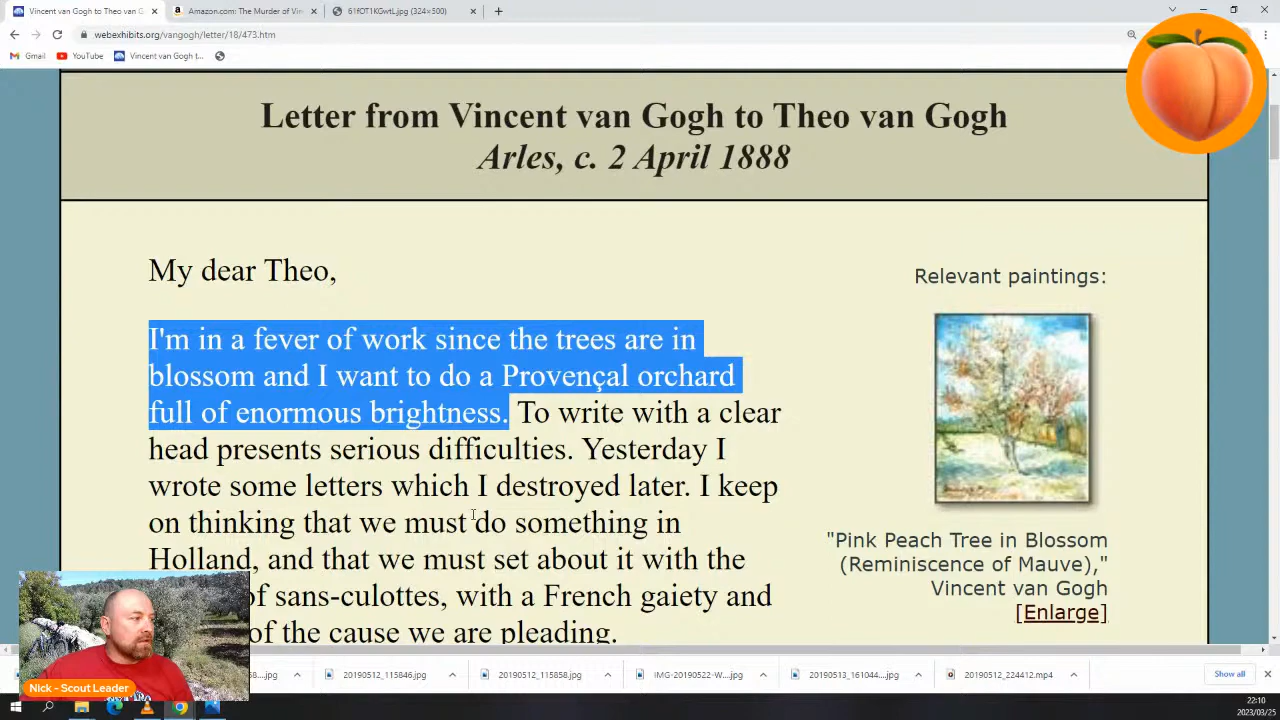 Vincent van Gogh to Theo van G
Amazon.com: The Murder of Vin
61fOT1KGwtL.jpg (324×500)
webexhibits.org/vangogh/letter/18/473.htm
Gmail
YouTube
Vincent van Gogh t...
Letter from Vincent van Gogh to Theo van Gogh
Arles, c. 2 April 1888
My dear Theo,
I'm in a fever of work since the trees are in
blossom and I want to do a Provençal orchard
full of enormous brightness. To write with a clear
head presents serious difficulties. Yesterday I
wrote some letters which I destroyed later. I keep
on thinking that we must do something in
Holland, and that we must set about it with the
of sans-culottes, with a French gaiety and
of the cause we are pleading.
Relevant paintings:
"Pink Peach Tree in Blossom
(Reminiscence of Mauve),"
Vincent van Gogh
[Enlarge]
Nick - Scout Leader
8....jpg
20190512_115846.jpg
20190511_115835.jpg
IMG-20190522-W....jpg
20190513_161044....jpg
20190512_224412.mp4
Show all
22:10
2023/03/25